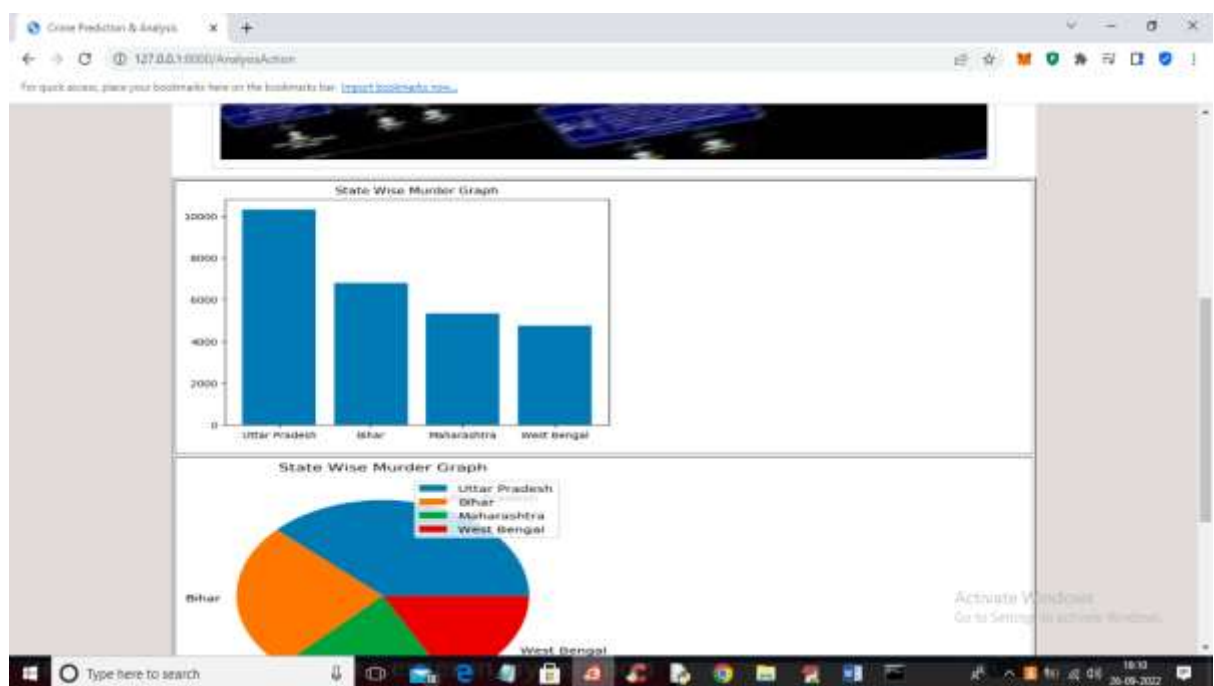 Crime Prediction & Analysis
127.0.0.1:8000/AnalysisAction
For quick access, place your bookmarks here on the bookmarks bar. Import bookmarks now...
State Wise Murder Graph
10000
8000
6000
4000
2000
0
Uttar Pradesh Bihar Maharashtra West Bengal
State Wise Murder Graph
Uttar Pradesh
Bihar
Maharashtra
West Bengal
Bihar
West Bengal
Activate Windows
Go to Settings to activate Windows.
Type here to search
18:10
26-09-2022